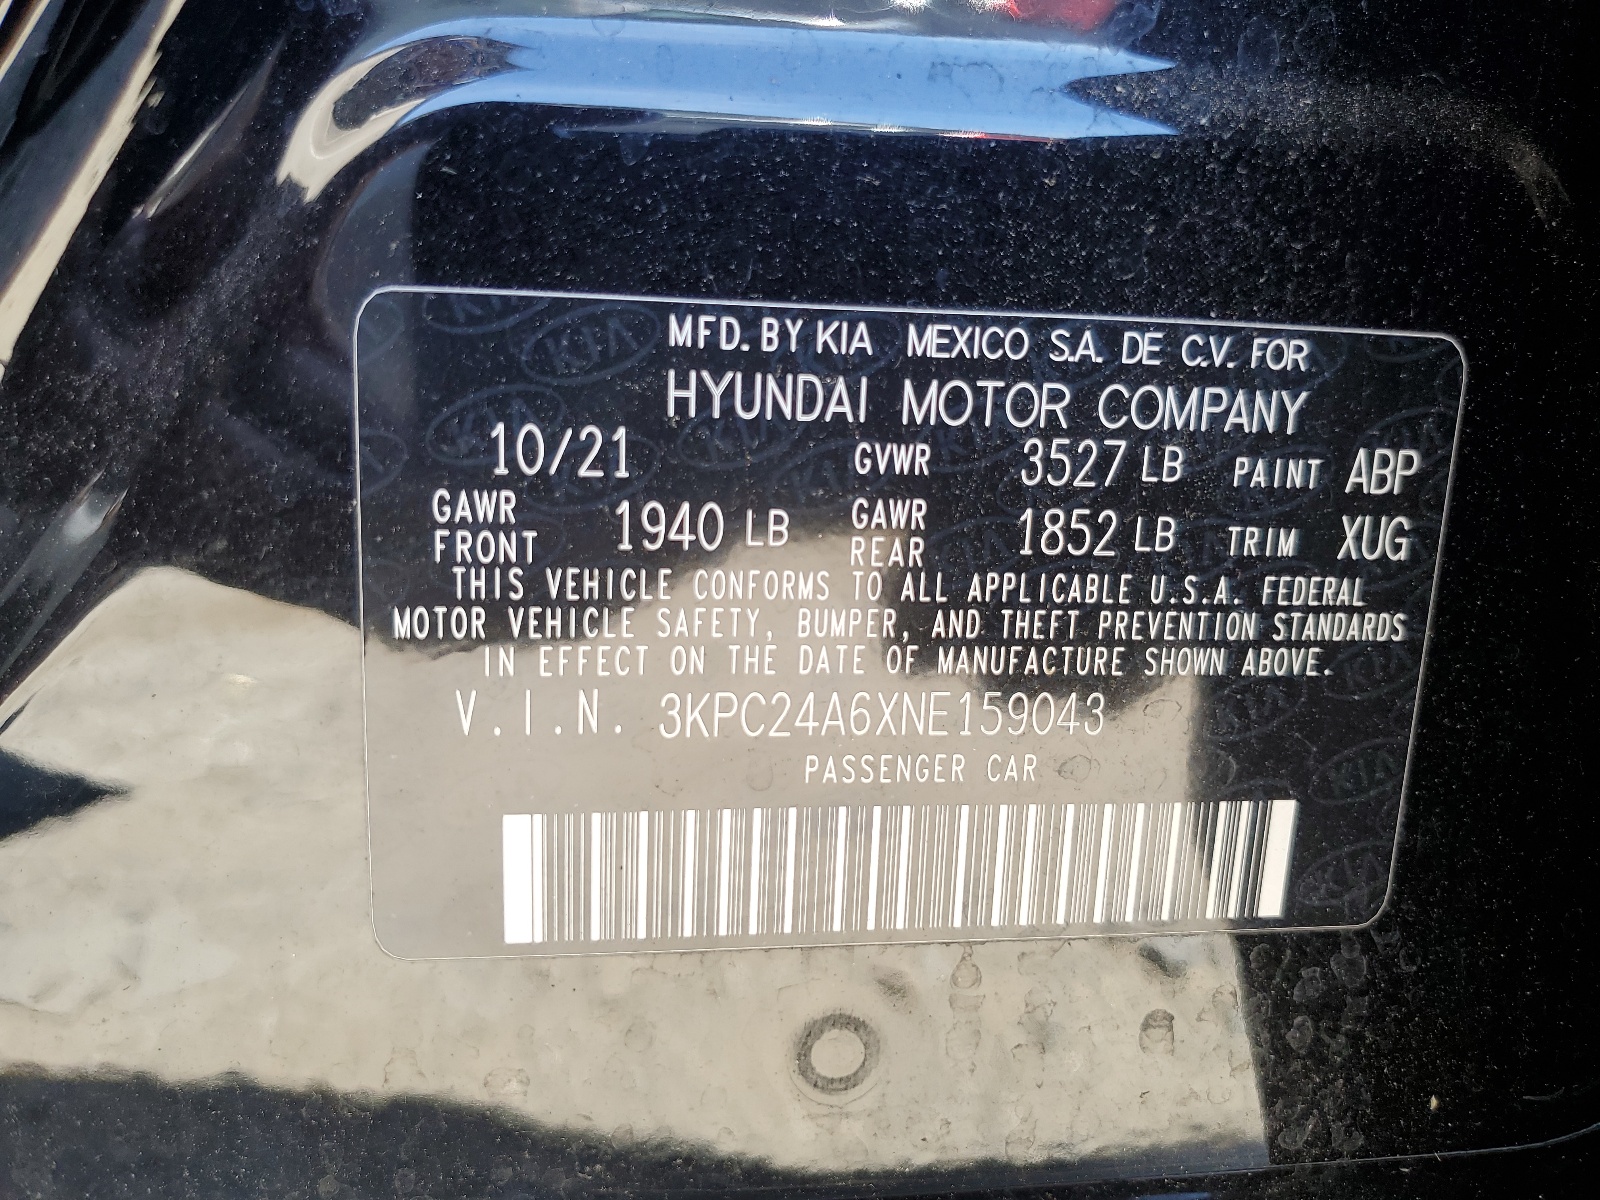 MFD. BY KIA MEXICO S.A. DE C.V. FOR
HYUNDAI MOTOR COMPANY
10/21 GVWR 3527 LB PAINT ABP
GAWR FRONT 1940 LB GAWR REAR 1852 LB TRIM XUG
THIS VEHICLE CONFORMS TO ALL APPLICABLE U.S.A. FEDERAL
MOTOR VEHICLE SAFETY, BUMPER, AND THEFT PREVENTION STANDARDS
IN EFFECT ON THE DATE OF MANUFACTURE SHOWN ABOVE.
V.I.N. 3KPC24A6XNE159043
PASSENGER CAR